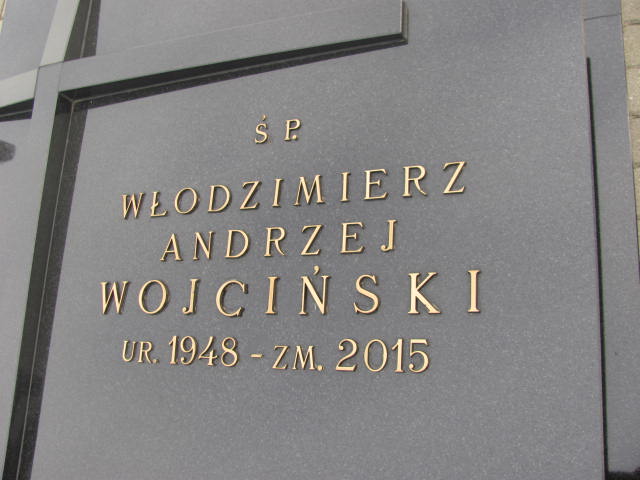 Ś P.
WŁODZIMIERZ
ANDRZEJ
WOJCIŃSKI
UR. 1948 - ZM. 2015